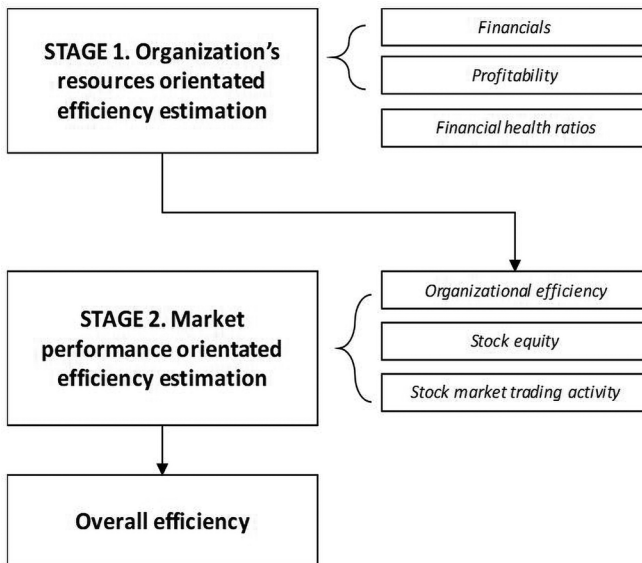 STAGE 1. Organization’s
resources orientated
efficiency estimation
Financials
Profitability
Financial health ratios
STAGE 2. Market
performance orientated
efficiency estimation
Organizational efficiency
Stock equity
Stock market trading activity
Overall efficiency